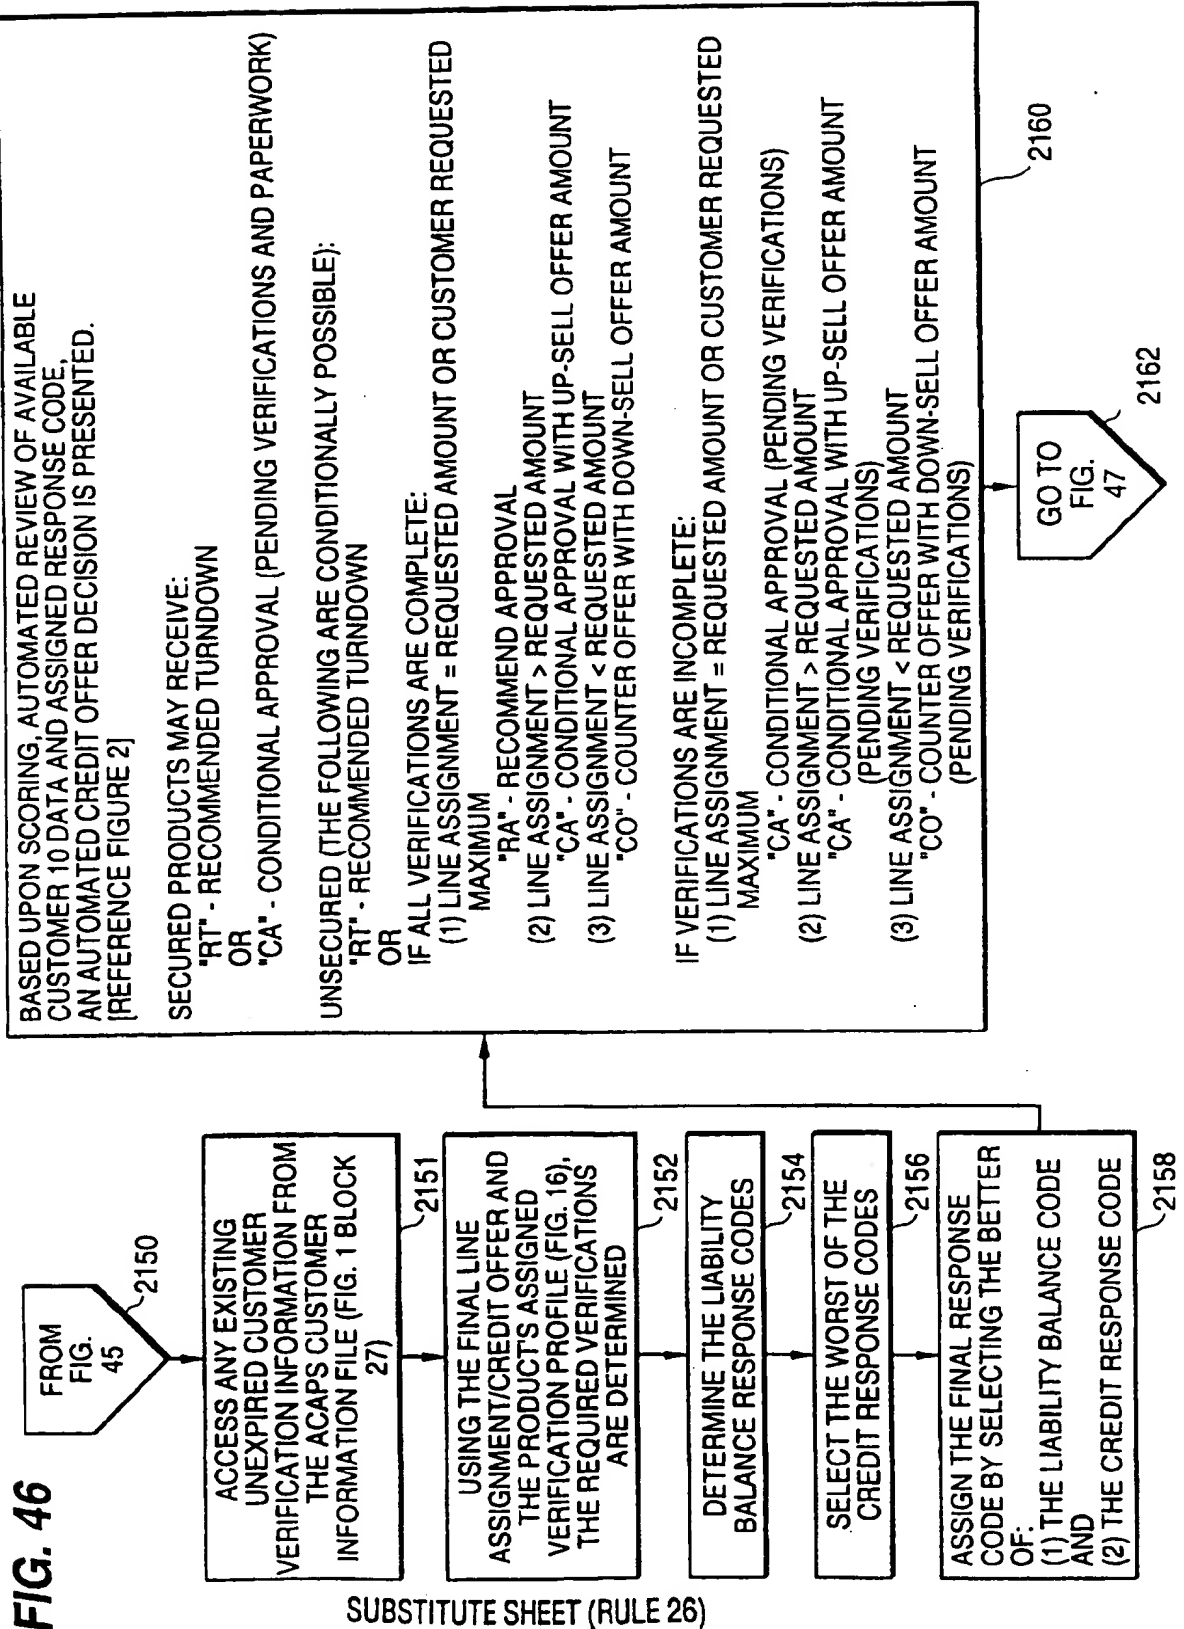 FIG. 46
FROM
FIG.
45
2150
ACCESS ANY EXISTING
UNEXPIRED CUSTOMER
VERIFICATION INFORMATION FROM
THE ACAPS CUSTOMER
INFORMATION FILE (FIG. 1 BLOCK
27)
2151
USING THE FINAL LINE
ASSIGNMENT/CREDIT OFFER AND
THE PRODUCT'S ASSIGNED
VERIFICATION PROFILE (FIG. 16),
THE REQUIRED VERIFICATIONS
ARE DETERMINED
2152
DETERMINE THE LIABILITY
BALANCE RESPONSE CODES
2154
SELECT THE WORST OF THE
CREDIT RESPONSE CODES
2156
ASSIGN THE FINAL RESPONSE
CODE BY SELECTING THE BETTER
OF:
(1) THE LIABILITY BALANCE CODE
AND
(2) THE CREDIT RESPONSE CODE
2158
BASED UPON SCORING, AUTOMATED REVIEW OF AVAILABLE
CUSTOMER 10 DATA AND ASSIGNED RESPONSE CODE,
AN AUTOMATED CREDIT OFFER DECISION IS PRESENTED.
[REFERENCE FIGURE 2]
SECURED PRODUCTS MAY RECEIVE:
"RT" - RECOMMENDED TURNDOWN
OR
"CA" - CONDITIONAL APPROVAL (PENDING VERIFICATIONS AND PAPERWORK)
UNSECURED (THE FOLLOWING ARE CONDITIONALLY POSSIBLE):
"RT" - RECOMMENDED TURNDOWN
OR
IF ALL VERIFICATIONS ARE COMPLETE:
(1) LINE ASSIGNMENT = REQUESTED AMOUNT OR CUSTOMER REQUESTED
MAXIMUM
"RA" - RECOMMEND APPROVAL
(2) LINE ASSIGNMENT > REQUESTED AMOUNT
"CA" - CONDITIONAL APPROVAL WITH UP-SELL OFFER AMOUNT
(3) LINE ASSIGNMENT < REQUESTED AMOUNT
"CO" - COUNTER OFFER WITH DOWN-SELL OFFER AMOUNT
IF VERIFICATIONS ARE INCOMPLETE:
(1) LINE ASSIGNMENT = REQUESTED AMOUNT OR CUSTOMER REQUESTED
MAXIMUM
"CA" - CONDITIONAL APPROVAL (PENDING VERIFICATIONS)
(2) LINE ASSIGNMENT > REQUESTED AMOUNT
"CA" - CONDITIONAL APPROVAL WITH UP-SELL OFFER AMOUNT
(PENDING VERIFICATIONS)
(3) LINE ASSIGNMENT < REQUESTED AMOUNT
"CO" - COUNTER OFFER WITH DOWN-SELL OFFER AMOUNT
(PENDING VERIFICATIONS)
2160
GO TO
FIG.
47
2162
SUBSTITUTE SHEET (RULE 26)